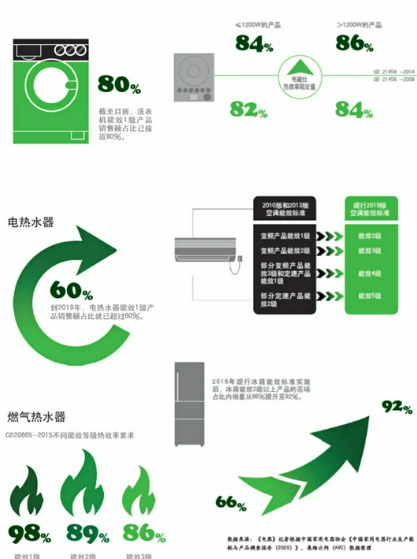 ≤1200W的产品
>1200W的产品
84%
86%
80%
电磁灶
热效率限定值
GB 21456 -2014
GB 21456 -2008
82%
84%
截至目前，洗衣
机能效1级产品
销售额占比已接
近80%。
电热水器
2010版和2013版
空调能效标准
现行2019版
空调能效标准
变频产品能效1级
能效2级
变频产品能效2级
能效3级
部分变频产品能
效3级和定速产品
能效1级
能效4级
部分定速产品能
效2级
能效5级
60%
到2019年，电热水器能效1级产
品销售额占比就已超过60%。
2016年现行冰箱能效标准实施
后，冰箱能效2级以上产品的市场
占比内销量从66%提升至92%。
92%
燃气热水器
GB20665-2015不同能效等级热效率要求
66%
98%
89%
86%
能效1级
能效2级
能效3级
数据来源：《电器》记者根据中国家用电器协会《中国家用电器行业生产系
统与产品调查报告（2020）》、奥维云网（AVC）数据整理